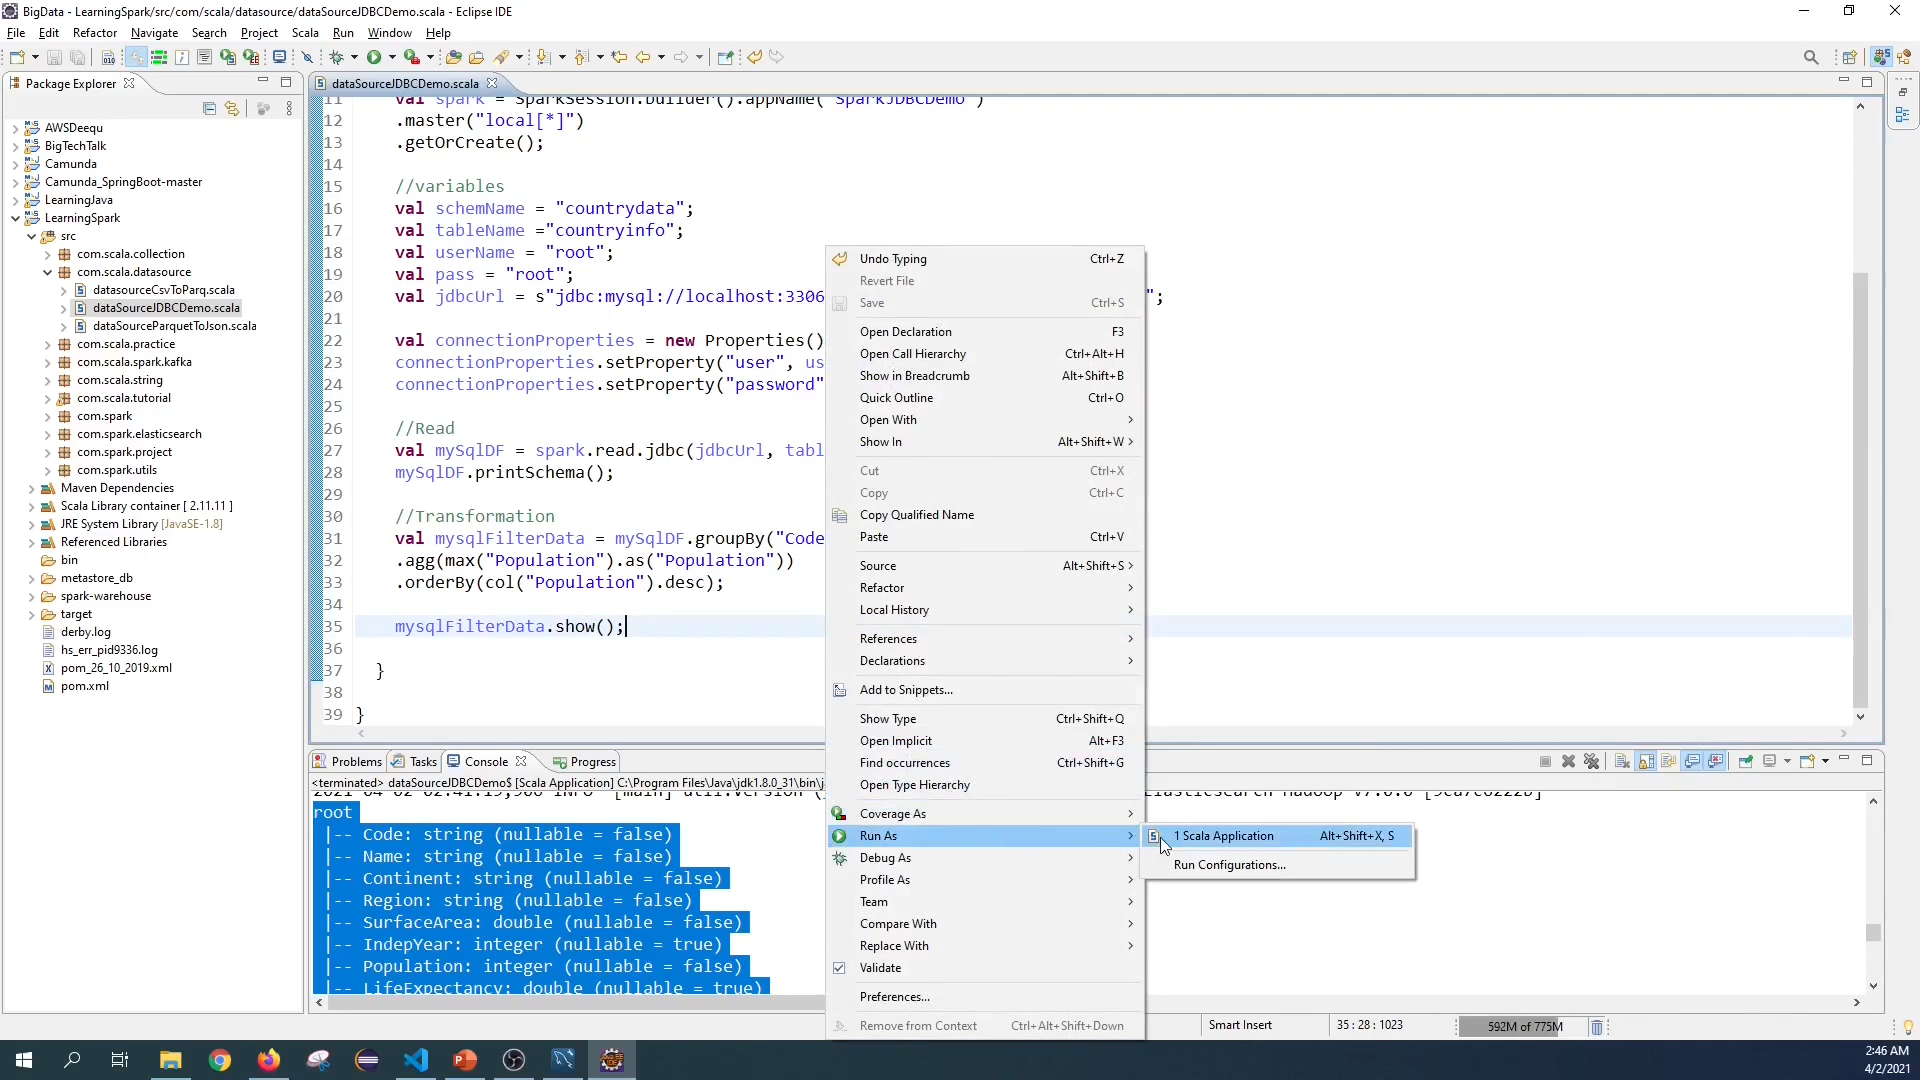 BigData - LearningSpark/src/com/scala/datasource/dataSourceJDBCDemo.scala - Eclipse IDE
File Edit Refactor Navigate Search Project Scala Run Window Help
Package Explorer
dataSourceJDBCDemo.scala
AWSDeequ
BigTechTalk
Camunda
Camunda_SpringBoot-master
LearningJava
LearningSpark
src
com.scala.collection
com.scala.datasource
datasourceCsvToParq.scala
dataSourceJDBCDemo.scala
dataSourceParquetToJson.scala
com.scala.practice
com.scala.spark.kafka
com.scala.string
com.scala.tutorial
com.spark
com.spark.elasticsearch
com.spark.project
com.spark.utils
Maven Dependencies
Scala Library container [ 2.11.11 ]
JRE System Library [JavaSE-1.8]
Referenced Libraries
bin
metastore_db
spark-warehouse
target
derby.log
hs_err_pid9336.log
pom_26_10_2019.xml
pom.xml
11 val spark = SparkSession.builder().appName("SparkJDBCDemo")
12 .master("local[*]")
13 .getOrCreate();
14
15 //variables
16 val schemName = "countrydata";
17 val tableName ="countryinfo";
18 val userName = "root";
19 val pass = "root";
20 val jdbcUrl = s"jdbc:mysql://localhost:3306 ";
21
22 val connectionProperties = new Properties()
23 connectionProperties.setProperty("user", us
24 connectionProperties.setProperty("password"
25
26 //Read
27 val mySqlDF = spark.read.jdbc(jdbcUrl, tabl
28 mySqlDF.printSchema();
29
30 //Transformation
31 val mysqlFilterData = mySqlDF.groupBy("Code
32 .agg(max("Population").as("Population"))
33 .orderBy(col("Population").desc);
34
35 mysqlFilterData.show();
36
37 }
38
39 }
Undo Typing Ctrl+Z
Revert File
Save Ctrl+S
Open Declaration F3
Open Call Hierarchy Ctrl+Alt+H
Show in Breadcrumb Alt+Shift+B
Quick Outline Ctrl+O
Open With
Show In Alt+Shift+W
Cut Ctrl+X
Copy Ctrl+C
Copy Qualified Name
Paste Ctrl+V
Source Alt+Shift+S
Refactor
Local History
References
Declarations
Add to Snippets...
Show Type Ctrl+Shift+Q
Open Implicit Alt+F3
Find occurrences Ctrl+Shift+G
Open Type Hierarchy
Coverage As
Run As
Debug As
Profile As
Team
Compare With
Replace With
Validate
Preferences...
Remove from Context Ctrl+Alt+Shift+Down
1 Scala Application Alt+Shift+X, S
Run Configurations...
Problems Tasks Console Progress
<terminated> dataSourceJDBCDemo$ [Scala Application] C:\Program Files\Java\jdk1.8.0_31\bin\j
root
|-- Code: string (nullable = false)
|-- Name: string (nullable = false)
|-- Continent: string (nullable = false)
|-- Region: string (nullable = false)
|-- SurfaceArea: double (nullable = false)
|-- IndepYear: integer (nullable = true)
|-- Population: integer (nullable = false)
|-- LifeExpectancy: double (nullable = true)
Smart Insert
35 : 28 : 1023
592M of 775M
2:46 AM
4/2/2021